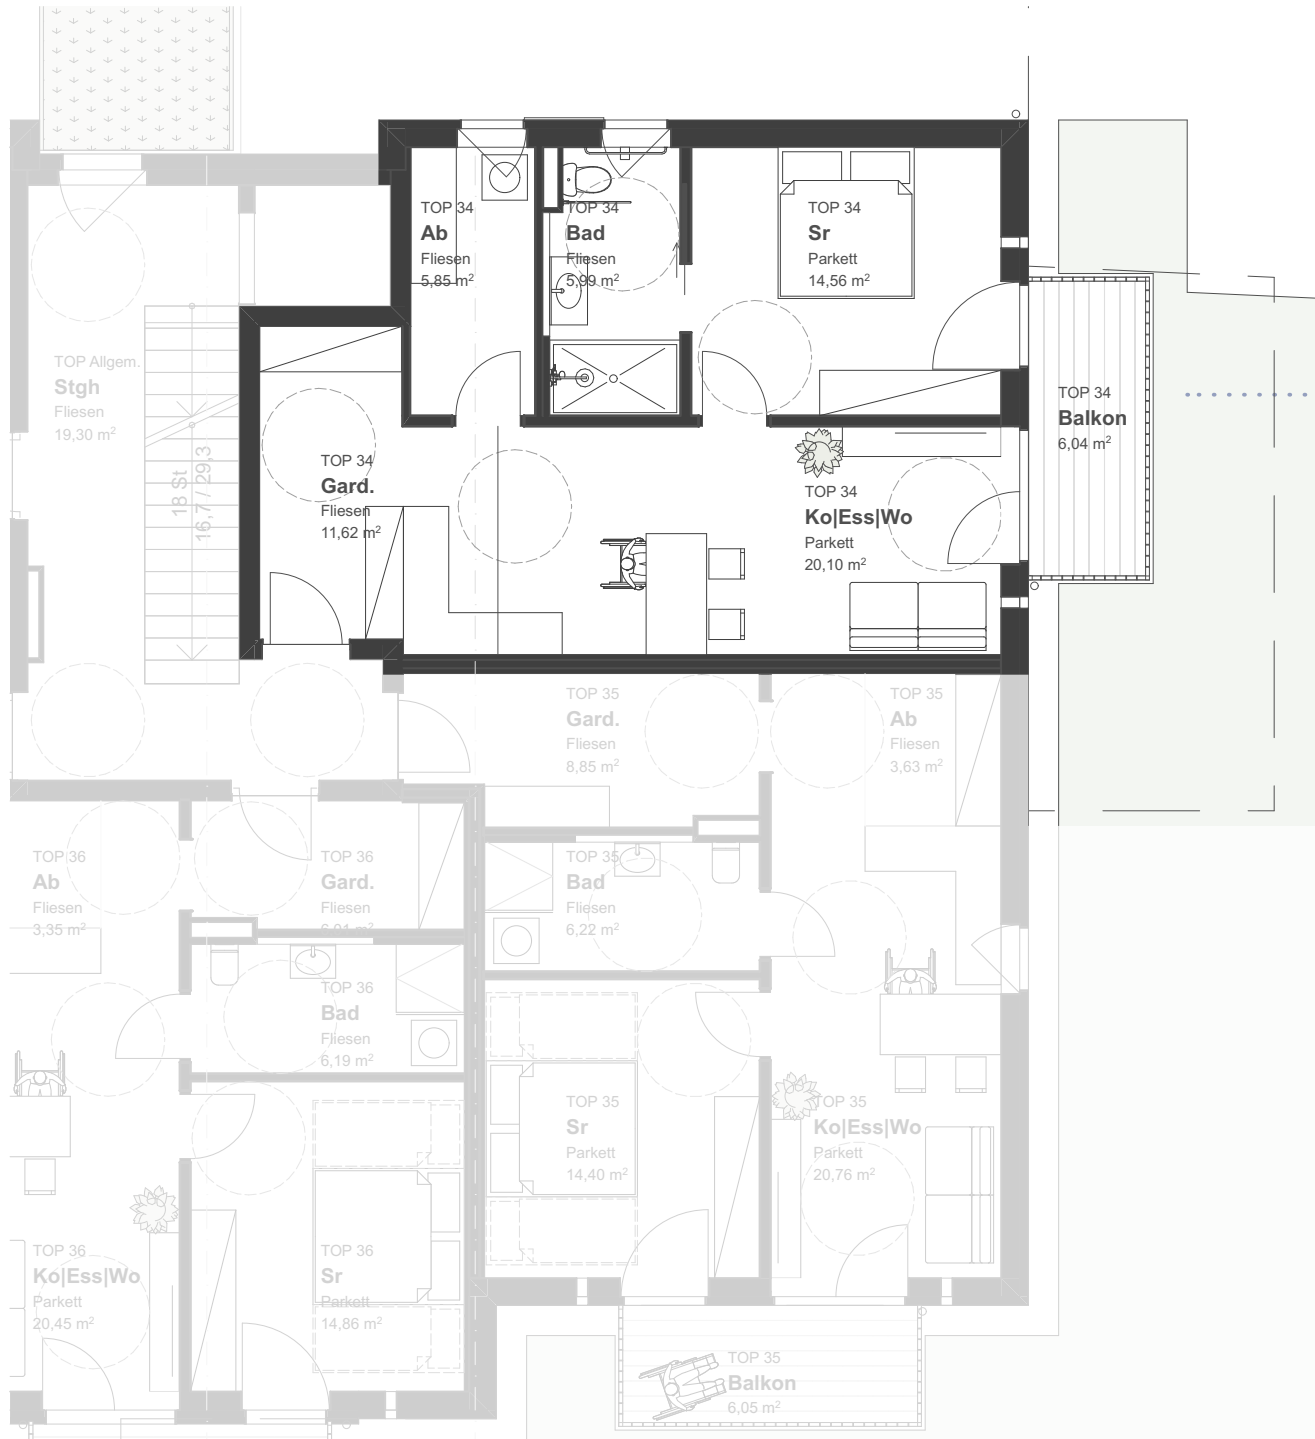 TOP 34
Ab
Fliesen
5,85 m²
TOP 34
Bad
Fliesen
5,99 m²
TOP 34
Sr
Parkett
14,56 m²
TOP Allgem.
Stgh
Fliesen
19,30 m²
18 St
16,7 / 29,3
TOP 34
Gard.
Fliesen
11,62 m²
TOP 34
Ko|Ess|Wo
Parkett
20,10 m²
TOP 34
Balkon
6,04 m²
TOP 35
Gard.
Fliesen
8,85 m²
TOP 35
Ab
Fliesen
3,63 m²
TOP 36
Ab
Fliesen
3,35 m²
TOP 36
Gard.
Fliesen
TOP 35
Bad
Fliesen
6,22 m²
TOP 36
Bad
Fliesen
6,19 m²
TOP 35
Sr
Parkett
14,40 m²
TOP 35
Ko|Ess|Wo
Parkett
20,76 m²
TOP 36
Ko|Ess|Wo
Parkett
20,45 m²
TOP 36
Sr
Parkett
14,86 m²
TOP 35
Balkon
6,05 m²